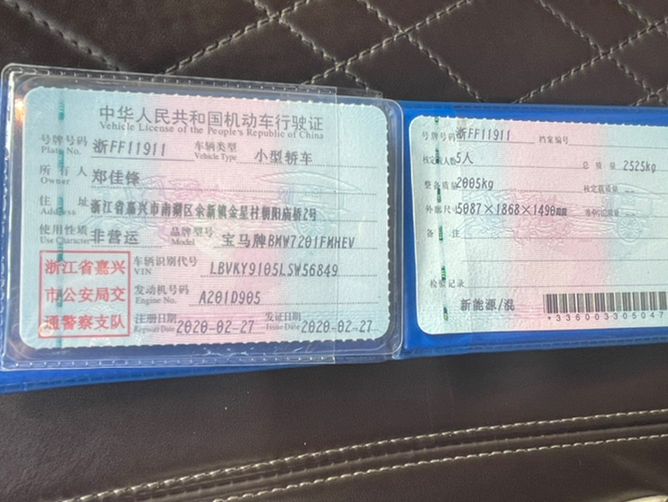 中华人民共和国机动车行驶证
Vehicle License of the People's Republic of China
号牌号码 浙FF11911 车辆类型 小型轿车
Plate No. Vehicle Type
所有人 郑佳锋
Owner
住址 浙江省嘉兴市南湖区余新镇金星村朝阳庙桥2号
Address
使用性质 非营运 品牌型号 宝马牌BMW7201FMHEV
Use Character Model
浙江省嘉兴
市公安局交
通警察支队
车辆识别代号 LBVKY9105LSW56849
VIN
发动机号码 A201D905
Engine No.
注册日期 2020-02-27 发证日期 2020-02-27
Register Date Issue Date
号牌号码 浙FF11911 档案编号
核定载人数 5人 总质量 2525kg
整备质量 2005kg 核定载质量 --
外廓尺寸 5087×1868×1490mm --
备注
检验记录
新能源/混
*336003305047